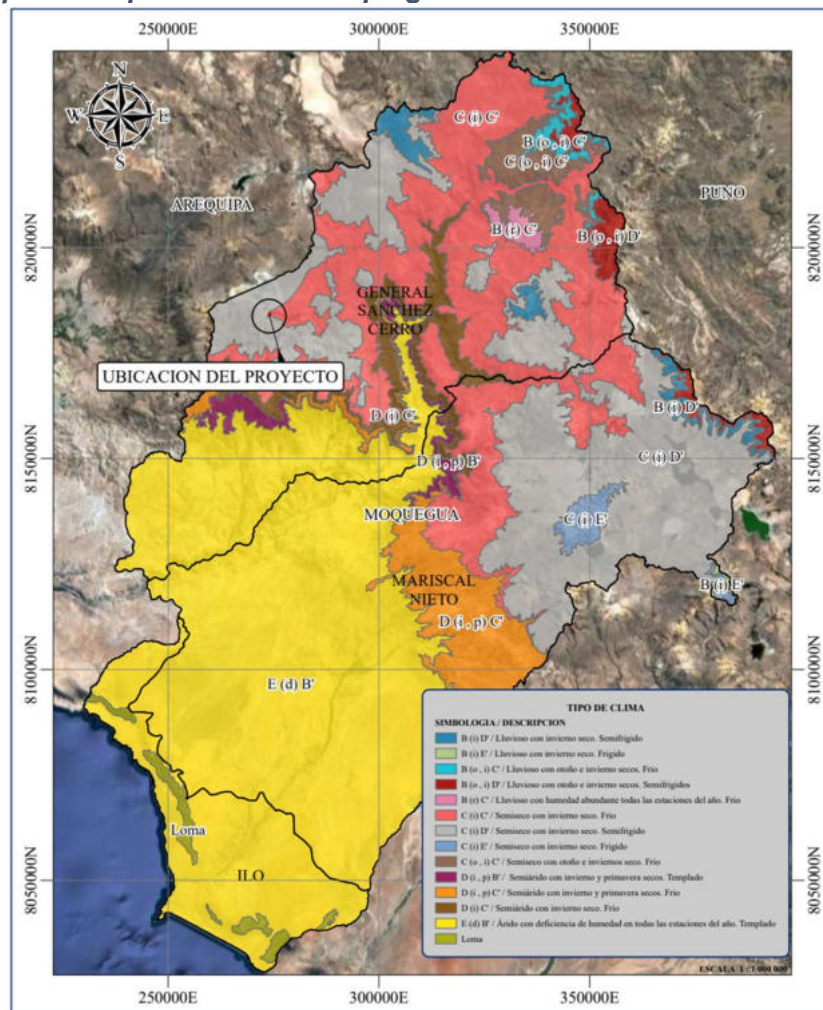 250000E
300000E
350000E
N
W E
S
C (i) C'
B (o , i) C'
C (o , i) C'
AREQUIPA
PUNO
B (r) C'
B (o , i) D'
8200000N
8200000N
GENERAL
SANCHEZ
CERRO
UBICACION DEL PROYECTO
D (i) C'
B (i) D'
8150000N
8150000N
D (i , p) B'
C (i) D'
MOQUEGUA
C (i) E'
MARISCAL
NIETO
B (i) E'
D (i , p) C'
8100000N
8100000N
E (d) B'
TIPO DE CLIMA
SIMBOLOGIA / DESCRIPCION
B (i) D' / Lluvioso con invierno seco. Semifrigido
B (i) E' / Lluvioso con invierno seco. Frigido
B (o , i) C' / Lluvioso con otoño e invierno secos. Frio
B (o , i) D' / Lluvioso con otoño e invierno secos. Semifrigidos
B (r) C' / Lluvioso con humedad abundante todas las estaciones del año. Frio
C (i) C' / Semiseco con invierno seco. Frio
C (i) D' / Semiseco con invierno seco. Semifrigido
C (i) E' / Semiseco con invierno seco. Frigido
C (o , i) C' / Semiseco con otoño e inviernos secos. Frio
D (i , p) B' / Semiárido con invierno y primavera secos. Templado
D (i , p) C' / Semiárido con invierno y primavera secos. Frio
D (i) C' / Semiárido con invierno seco. Frio
E (d) B' / Árido con deficiencia de humedad en todas las estaciones del año. Templado
Loma
Loma
ILO
8050000N
8050000N
ESCALA 1 : 1 000 000
250000E
300000E
350000E